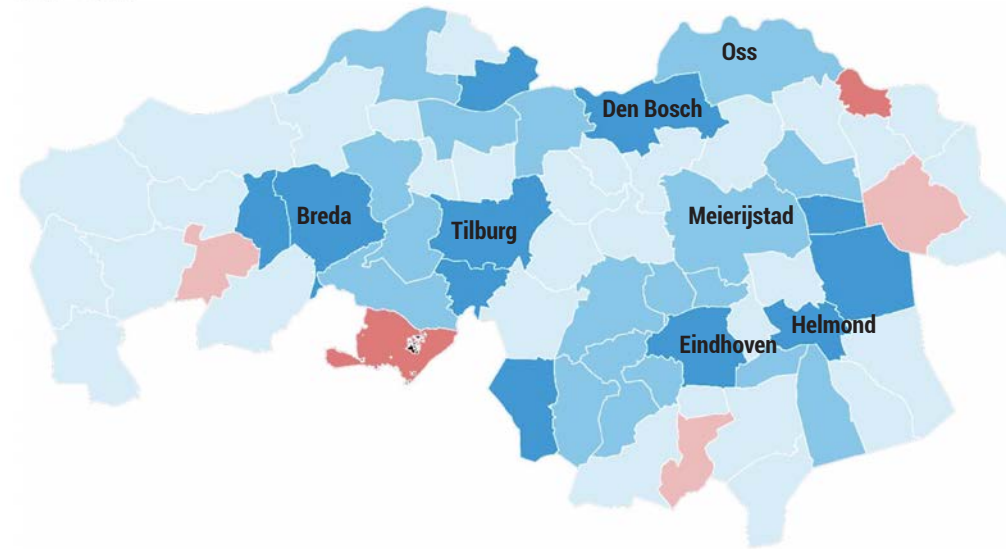 Oss
Den Bosch
Breda
Tilburg
Meierijstad
Helmond
Eindhoven